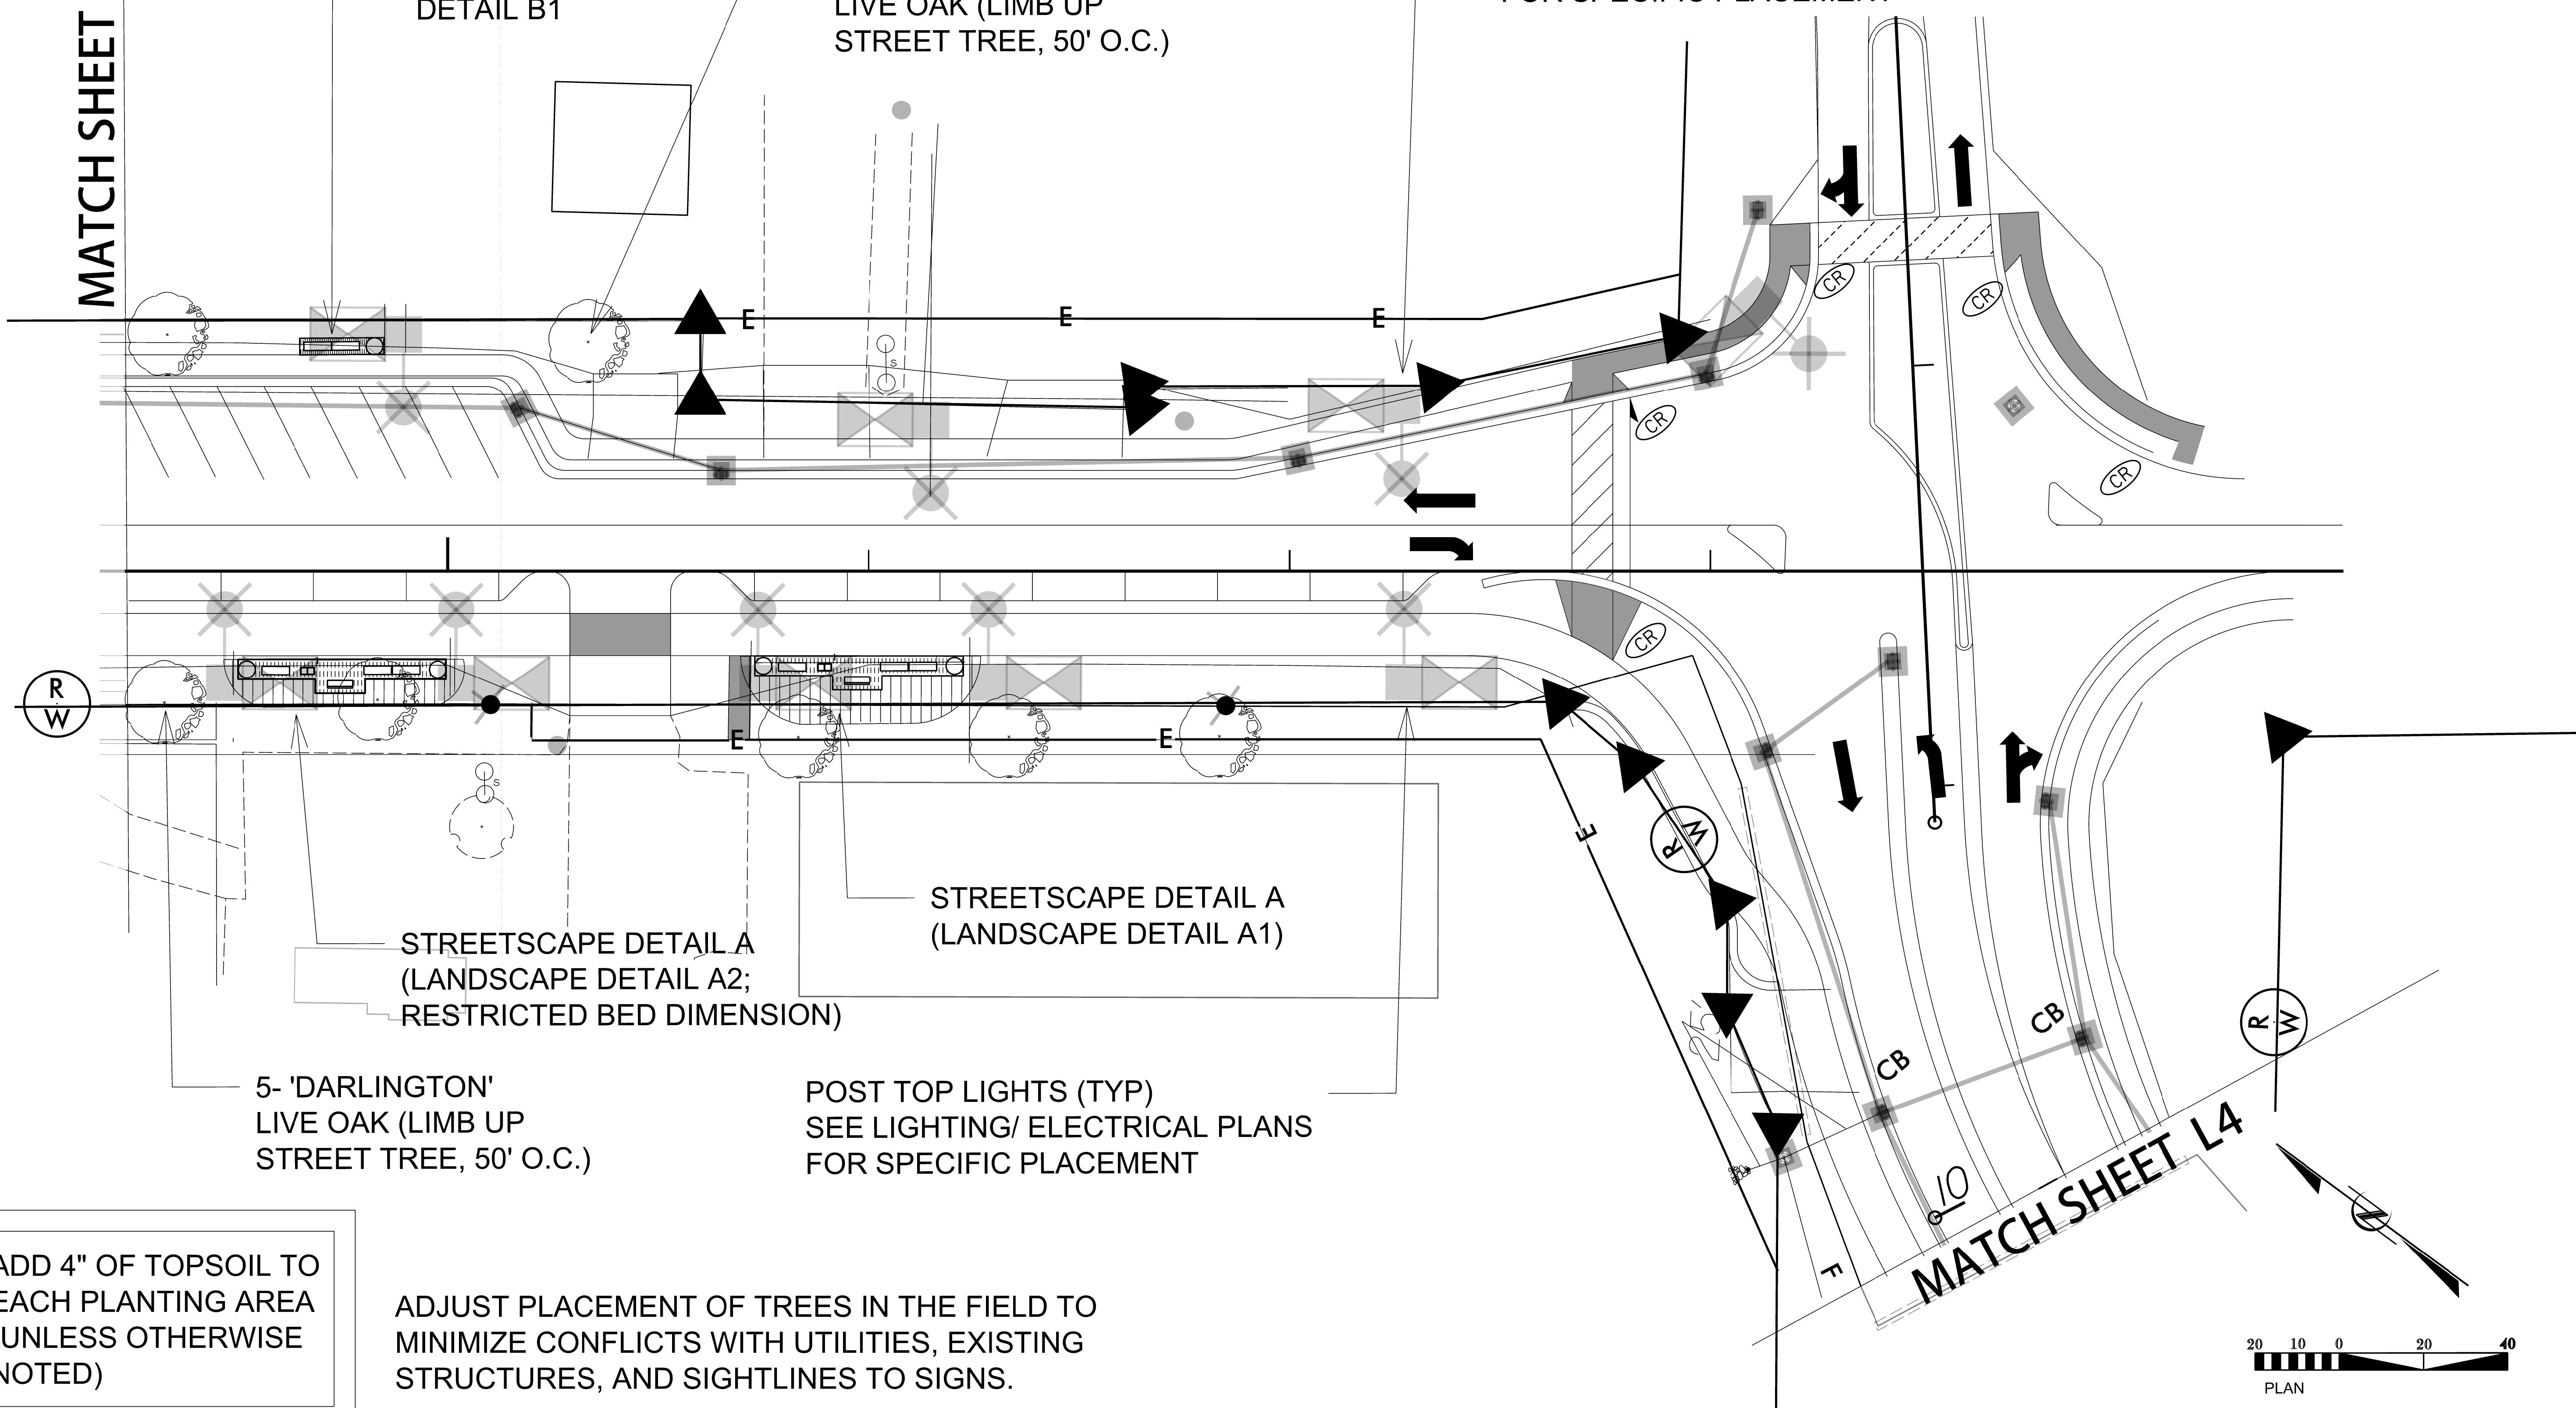 DETAIL B1
LIVE OAK (LIMB UP
STREET TREE, 50' O.C.)
FOR SPECIFIC PLACEMENT
MATCH SHEET
E
E
E
S
CR
CR
CR
CR
CR
R
W
E
E
S
E
R
W
STREETSCAPE DETAIL A
(LANDSCAPE DETAIL A1)
STREETSCAPE DETAIL A
(LANDSCAPE DETAIL A2;
RESTRICTED BED DIMENSION)
5- 'DARLINGTON'
LIVE OAK (LIMB UP
STREET TREE, 50' O.C.)
POST TOP LIGHTS (TYP)
SEE LIGHTING/ ELECTRICAL PLANS
FOR SPECIFIC PLACEMENT
25
CB
CB
R
W
10
F
MATCH SHEET L4
ADD 4" OF TOPSOIL TO
EACH PLANTING AREA
UNLESS OTHERWISE
NOTED)
ADJUST PLACEMENT OF TREES IN THE FIELD TO
MINIMIZE CONFLICTS WITH UTILITIES, EXISTING
STRUCTURES, AND SIGHTLINES TO SIGNS.
N
20 10 0 20 40
PLAN